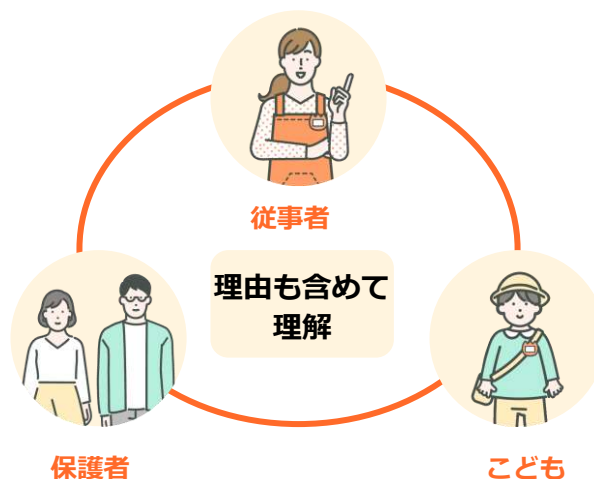 従事者
理由も含めて
理解
保護者
こども